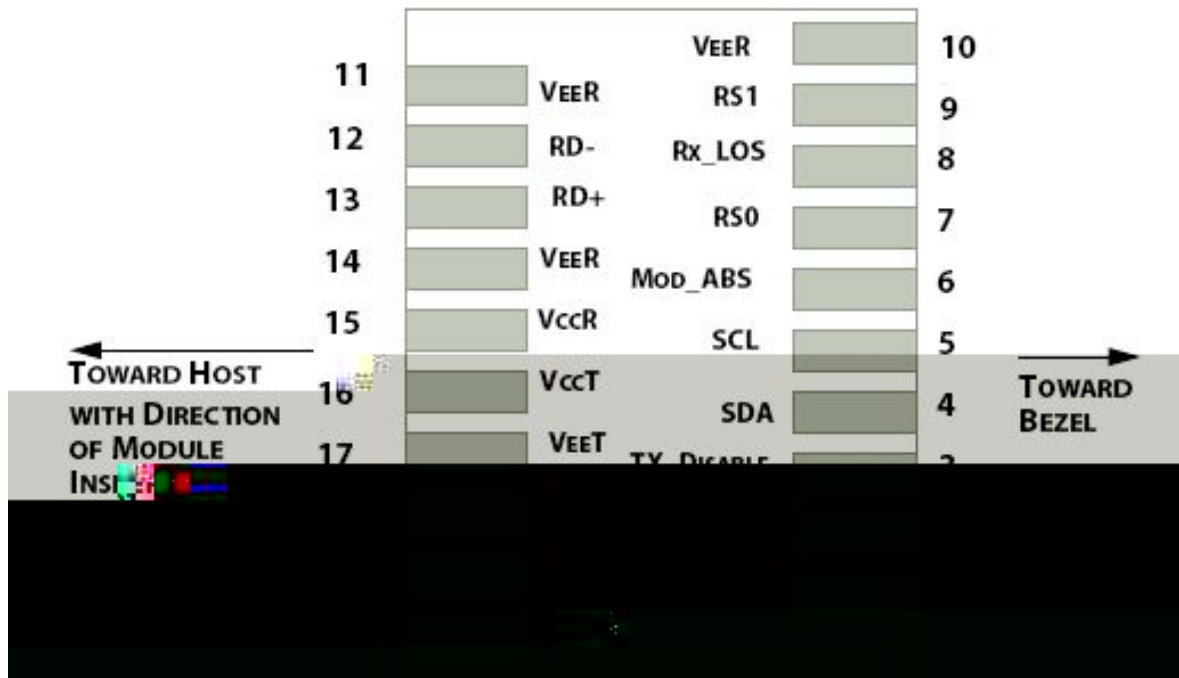 11
VEER
12
RD-
13
RD+
14
VEER
15
VCCR
16
VCCT
17
VEET
VEER
10
RS1
9
RX_LOS
8
RS0
7
MOD_ABS
6
SCL
5
SDA
4
TX_DISABLE
TOWARD HOST
WITH DIRECTION
OF MODULE
TOWARD
BEZEL